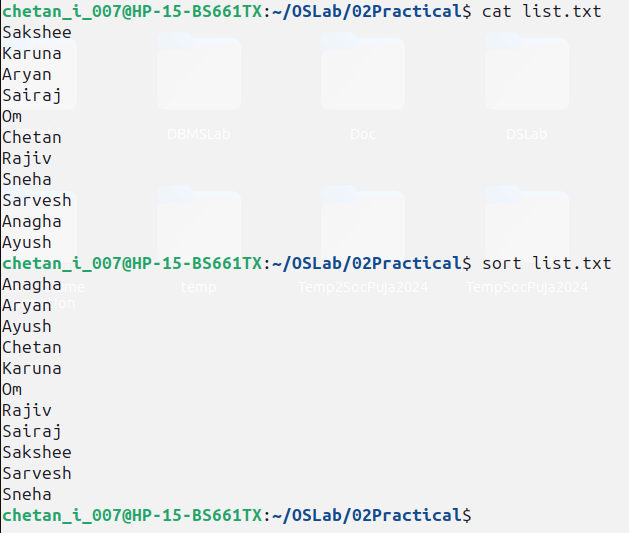 chetan_i_007@HP-15-BS661TX:~/OSLab/02Practical$ cat list.txt
Sakshee
Karuna
Aryan
Sairaj
Om
Chetan
Rajiv
Sneha
Sarvesh
Anagha
Ayush
DBMSLab
Doc
DSLab
chetan_i_007@HP-15-BS661TX:~/OSLab/02Practical$ sort list.txt
Anagha
Aryan
Ayush
Chetan
Karuna
Om
Rajiv
Sairaj
Sakshee
Sarvesh
Sneha
temp
Temp2SocPuja2024
TempSocPuja2024
chetan_i_007@HP-15-BS661TX:~/OSLab/02Practical$